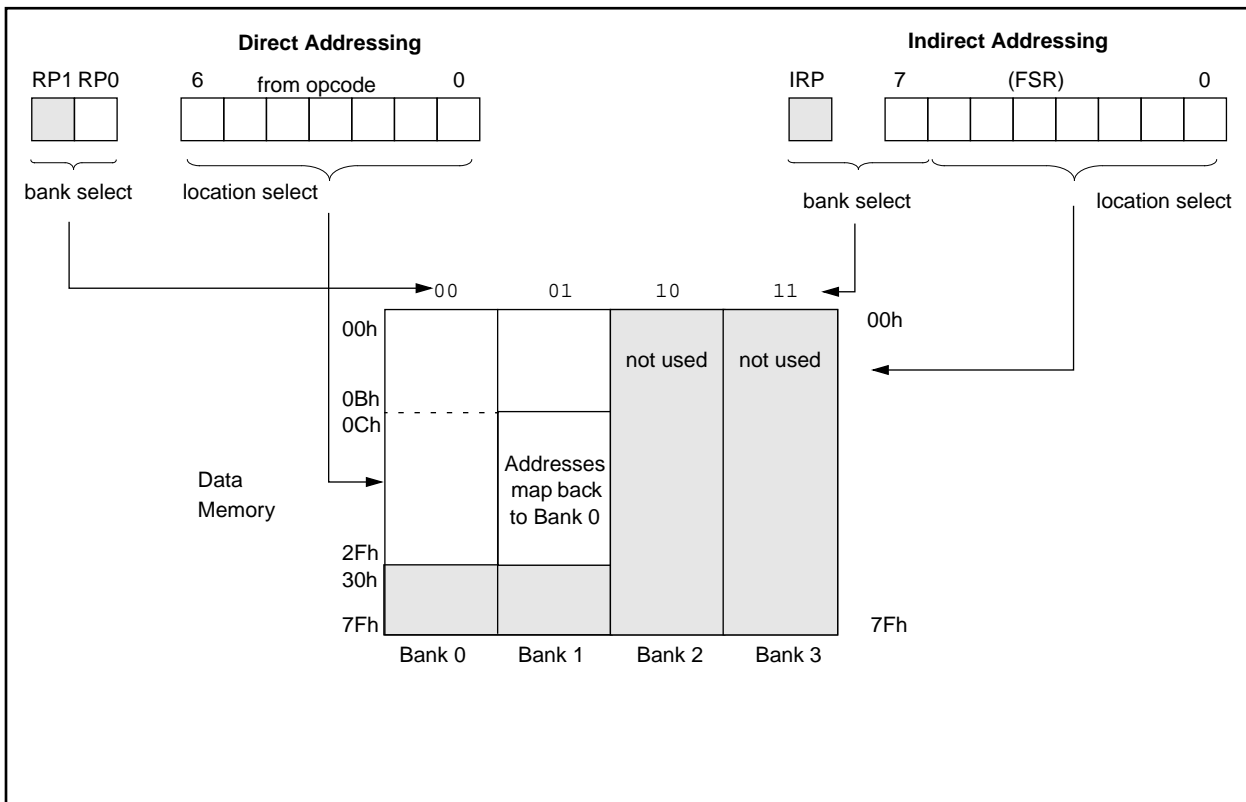 Direct Addressing
RP1 RP0
6 from opcode 0
bank select
location select
Indirect Addressing
IRP
7 (FSR) 0
bank select
location select
00 01 10 11
00h
0Bh
0Ch
2Fh
30h
7Fh
Data
Memory
Addresses
map back
to Bank 0
not used
not used
00h
7Fh
Bank 0 Bank 1 Bank 2 Bank 3